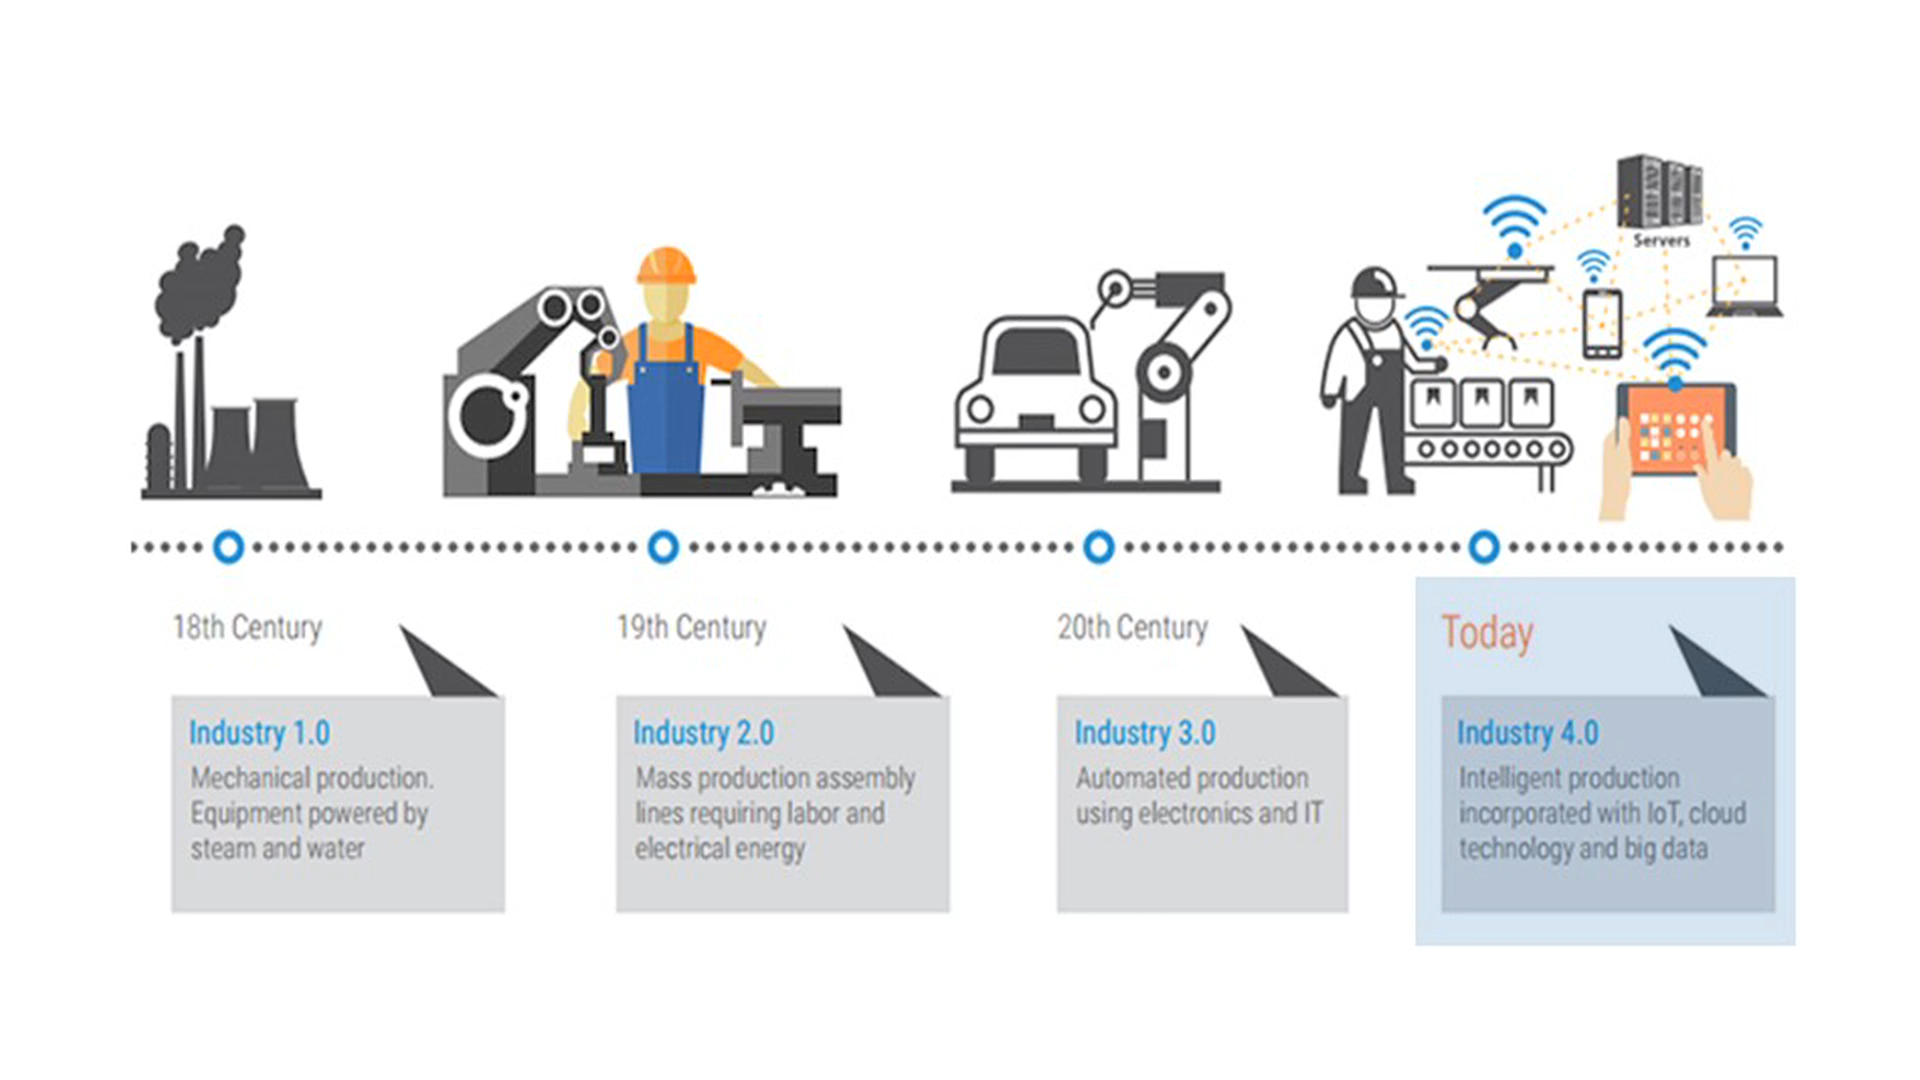 Servers
18th Century
Industry 1.0
Mechanical production.
Equipment powered by
steam and water
19th Century
Industry 2.0
Mass production assembly
lines requiring labor and
electrical energy
20th Century
Industry 3.0
Automated production
using electronics and IT
Today
Industry 4.0
Intelligent production
incorporated with IoT, cloud
technology and big data